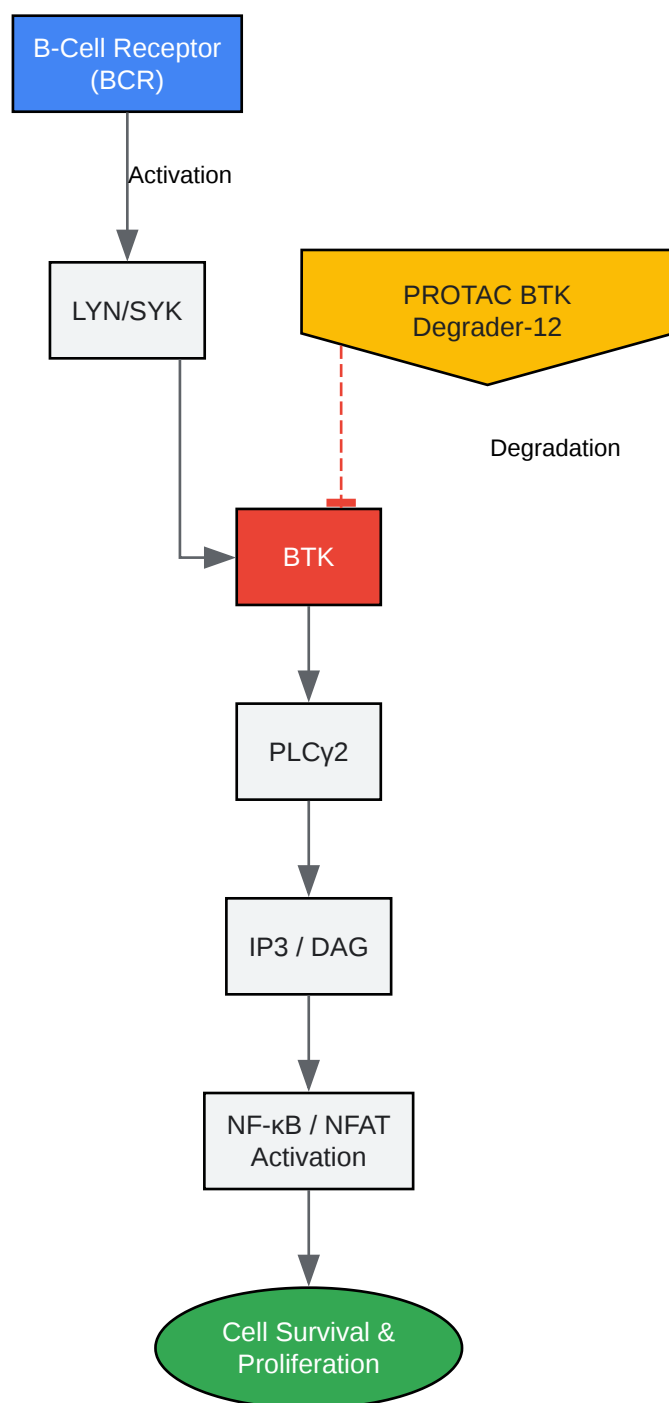 B-Cell Receptor
(BCR)
Activation
LYN/SYK
PROTAC BTK
Degrader-12
Degradation
BTK
PLCγ2
IP3 / DAG
NF-κB / NFAT
Activation
Cell Survival &
Proliferation